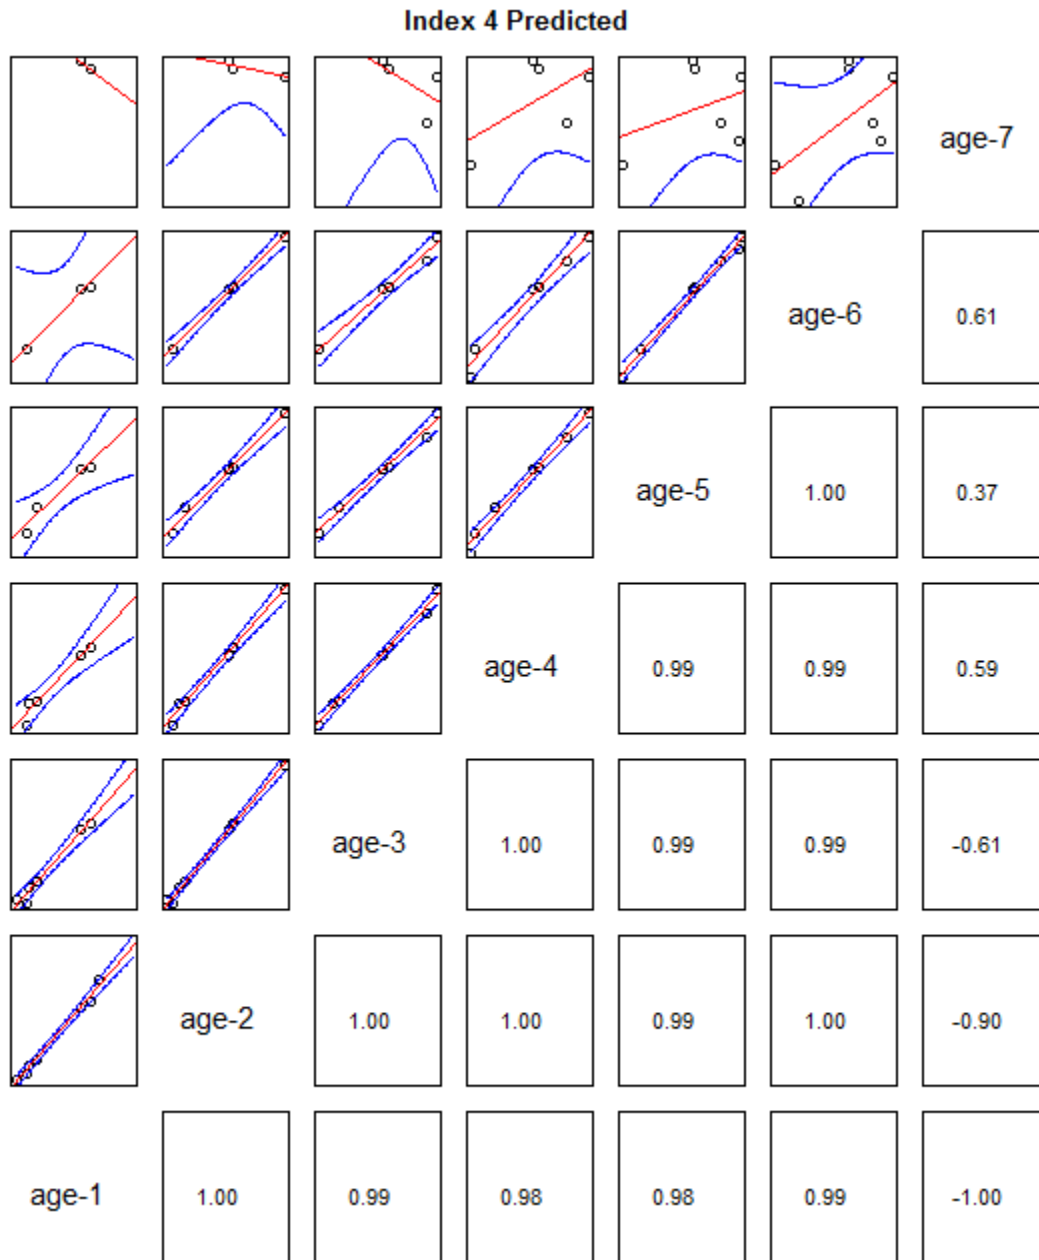 Index 4 Predicted
age-7
age-6 0.61
age-5 1.00 0.37
age-4 0.99 0.99 0.59
age-3 1.00 0.99 0.99 -0.61
age-2 1.00 1.00 0.99 1.00 -0.90
age-1 1.00 0.99 0.98 0.98 0.99 -1.00